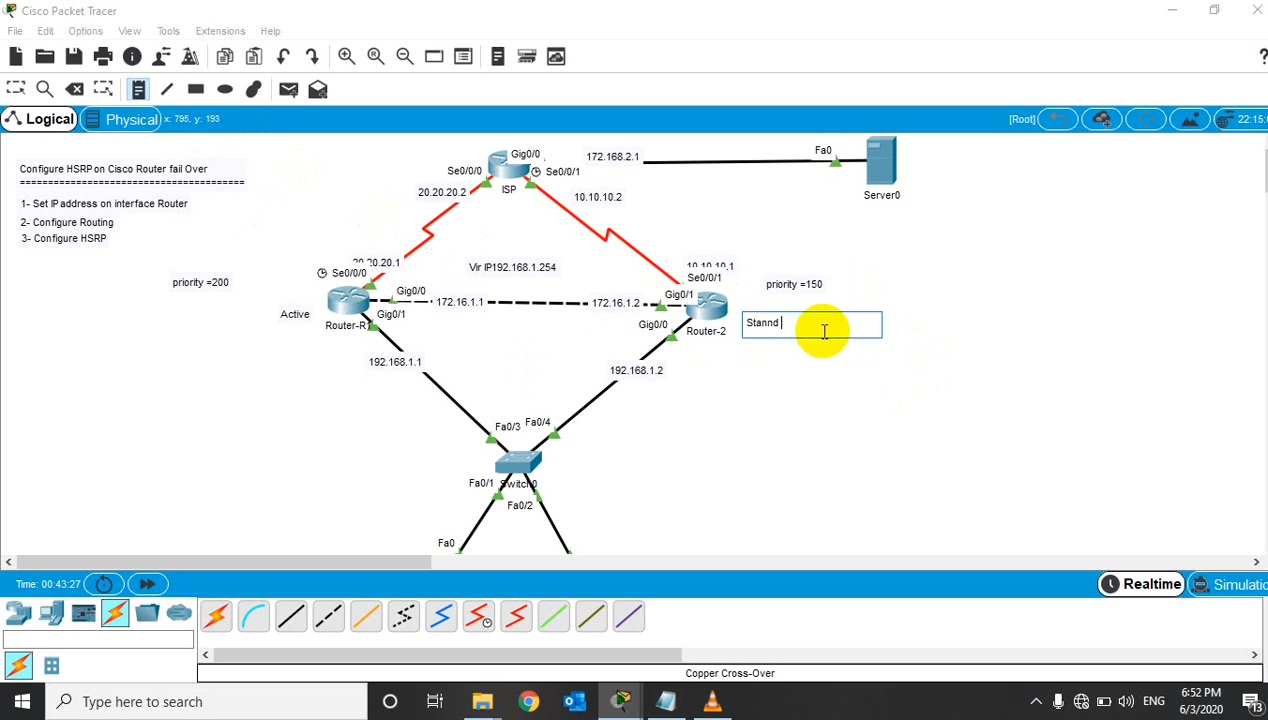 Cisco Packet Tracer
File Edit Options View Tools Extensions Help
Logical Physical x: 795, y: 193 [Root] 22:15:0
Configure HSRP on Cisco Router fail Over
==========================================
1- Set IP address on interface Router
2- Configure Routing
3- Configure HSRP
Gig0/0
172.168.2.1
Fa0
Se0/0/0
Se0/0/1
ISP
Server0
20.20.20.2
10.10.10.2
20.20.20.1
Vir IP192.168.1.254
10.10.10.1
Se0/0/0
Se0/0/1
priority =200
priority =150
Gig0/0
172.16.1.1
172.16.1.2
Gig0/1
Active
Gig0/1
Router-R1
Gig0/0
Router-2
Stannd
192.168.1.1
192.168.1.2
Fa0/3
Fa0/4
Fa0/1
Switch0
Fa0/2
Fa0
Time: 00:43:27
Realtime
Simulatio
Copper Cross-Over
Type here to search
ENG
6:52 PM
6/3/2020
13